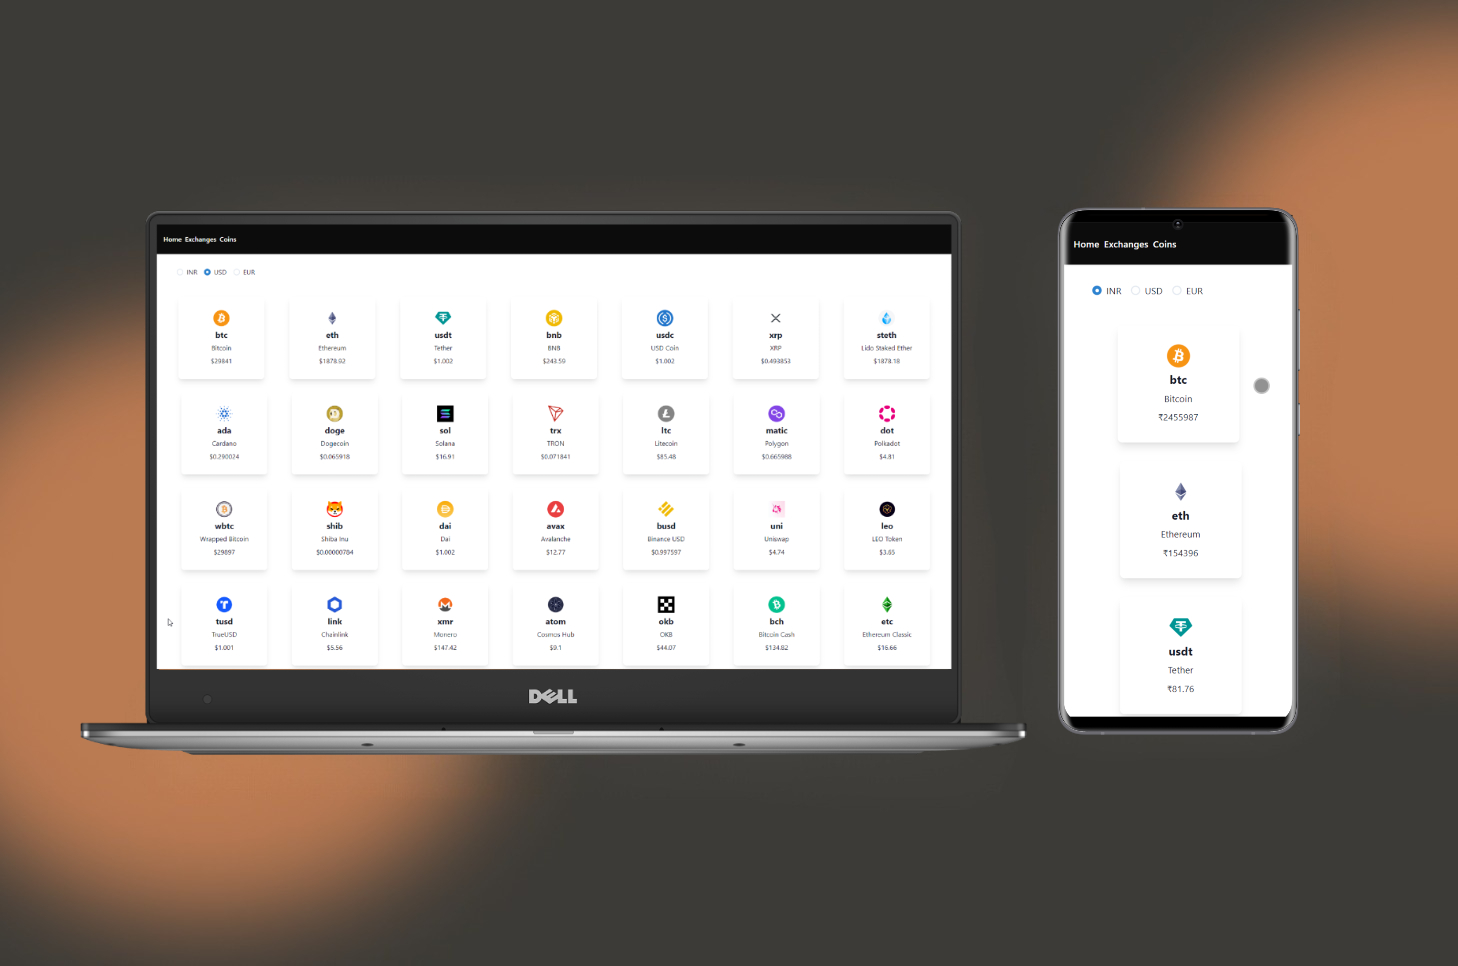 Home Exchanges Coins
INR USD EUR
btc
Bitcoin
$29841
eth
Ethereum
$1878.92
usdt
Tether
$1.002
bnb
BNB
$243.59
usdc
USD Coin
$1.002
xrp
XRP
$0.493853
steth
Lido Staked Ether
$1878.18
ada
Cardano
$0.290024
doge
Dogecoin
$0.065918
sol
Solana
$16.91
trx
TRON
$0.071841
ltc
Litecoin
$85.48
matic
Polygon
$0.665988
dot
Polkadot
$4.81
wbtc
Wrapped Bitcoin
$29897
shib
Shiba Inu
$0.00000784
dai
Dai
$1.002
avax
Avalanche
$12.77
busd
Binance USD
$0.997597
uni
Uniswap
$4.74
leo
LEO Token
$3.65
tusd
TrueUSD
$1.001
link
Chainlink
$5.56
xmr
Monero
$147.42
atom
Cosmos Hub
$9.1
okb
OKB
$44.07
bch
Bitcoin Cash
$134.62
etc
Ethereum Classic
$16.66
DELL
Home Exchanges Coins
INR USD EUR
btc
Bitcoin
₹2455987
eth
Ethereum
₹154396
usdt
Tether
₹81.76